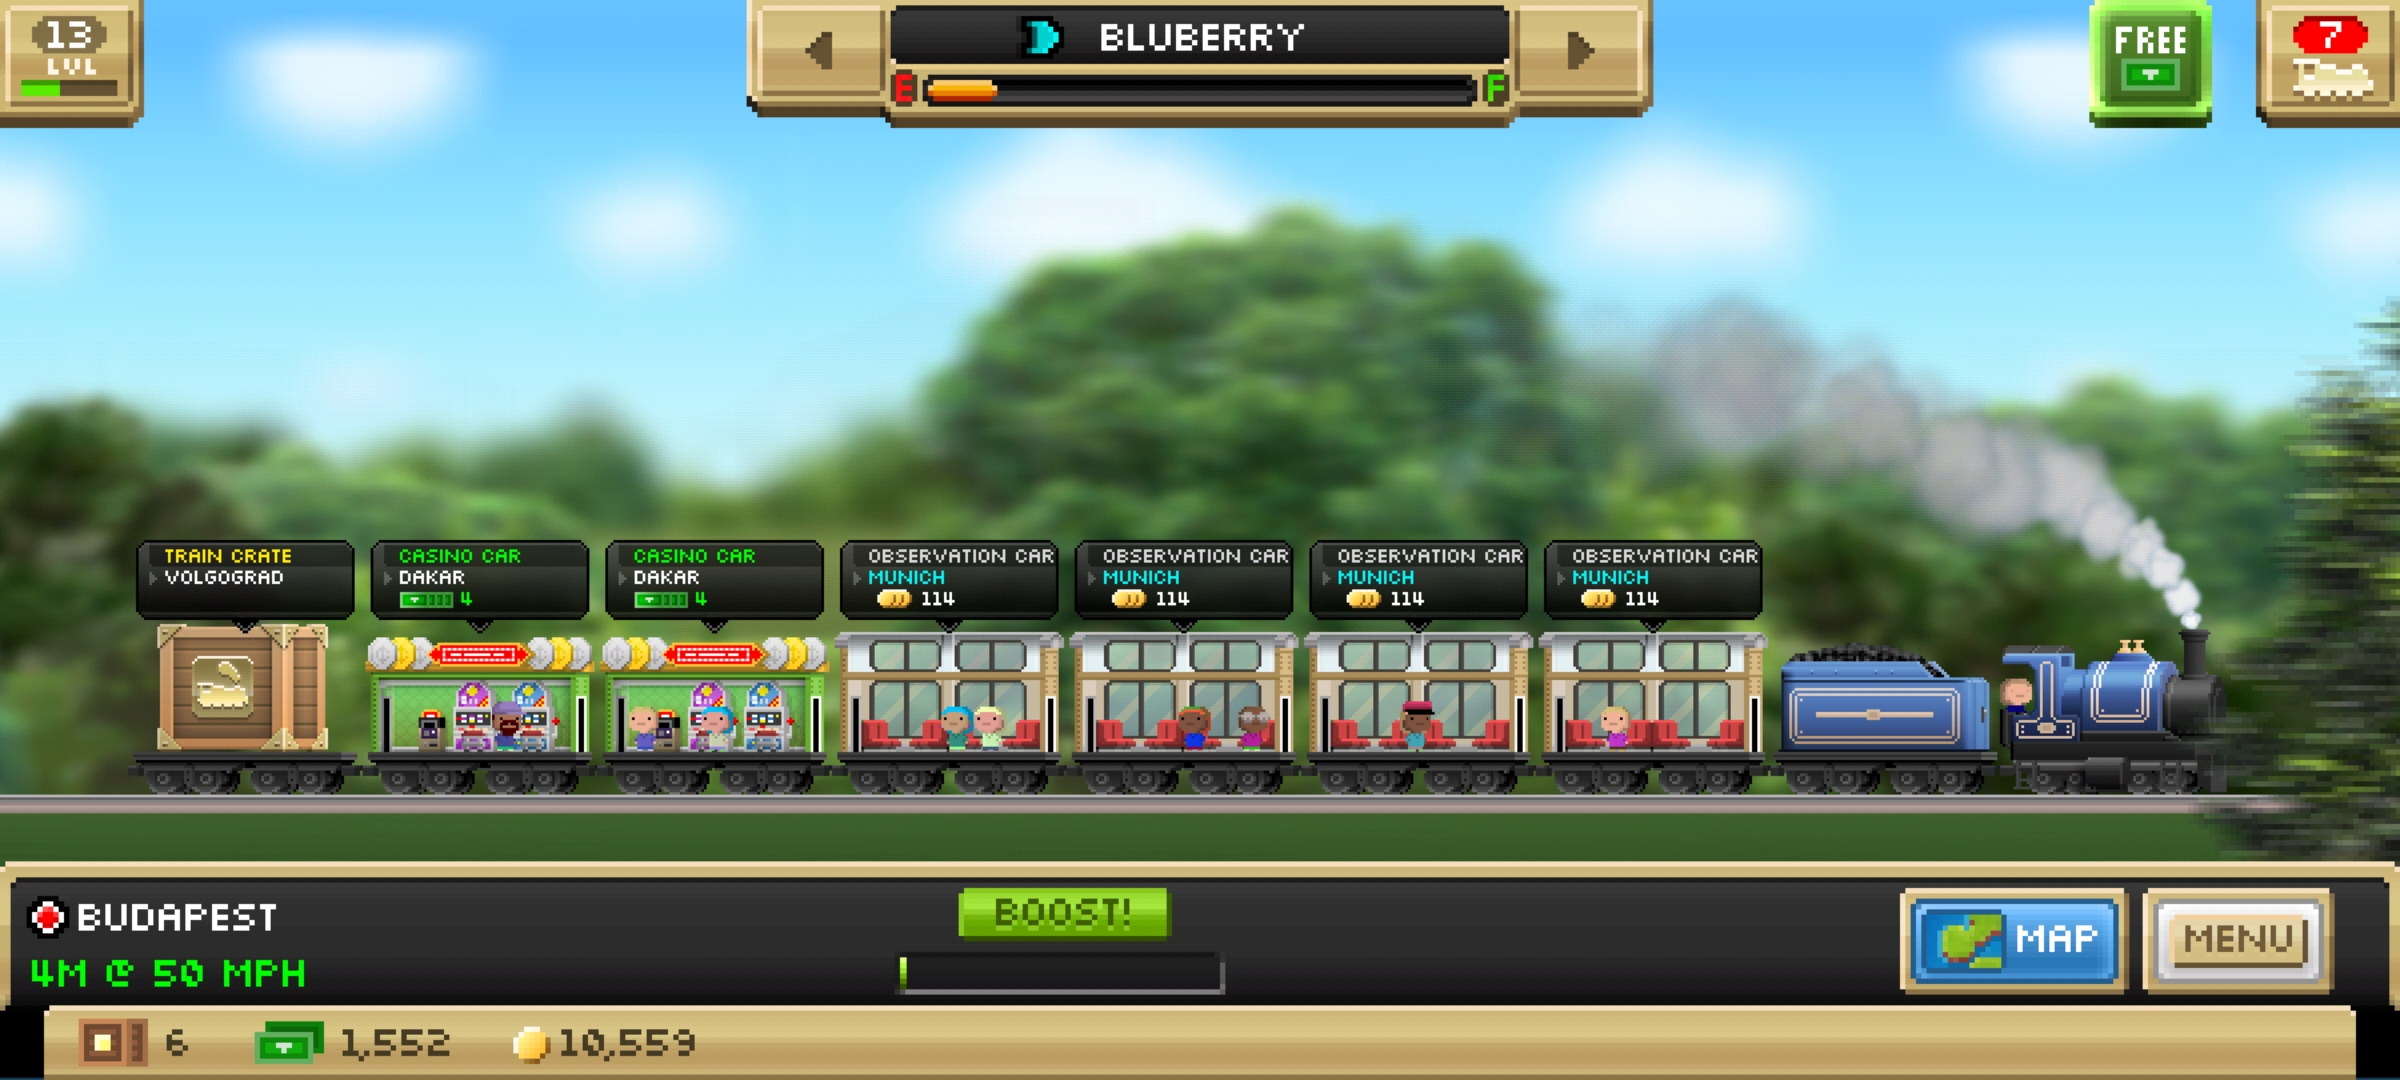 13
LVL
BLUBERRY
E F
FREE
7
TRAIN CRATE
VOLGOGRAD
CASINO CAR
DAKAR
4
CASINO CAR
DAKAR
4
OBSERVATION CAR
MUNICH
114
OBSERVATION CAR
MUNICH
114
OBSERVATION CAR
MUNICH
114
OBSERVATION CAR
MUNICH
114
BUDAPEST
4M @ 50 MPH
BOOST!
MAP
MENU
6 1,552 10,559